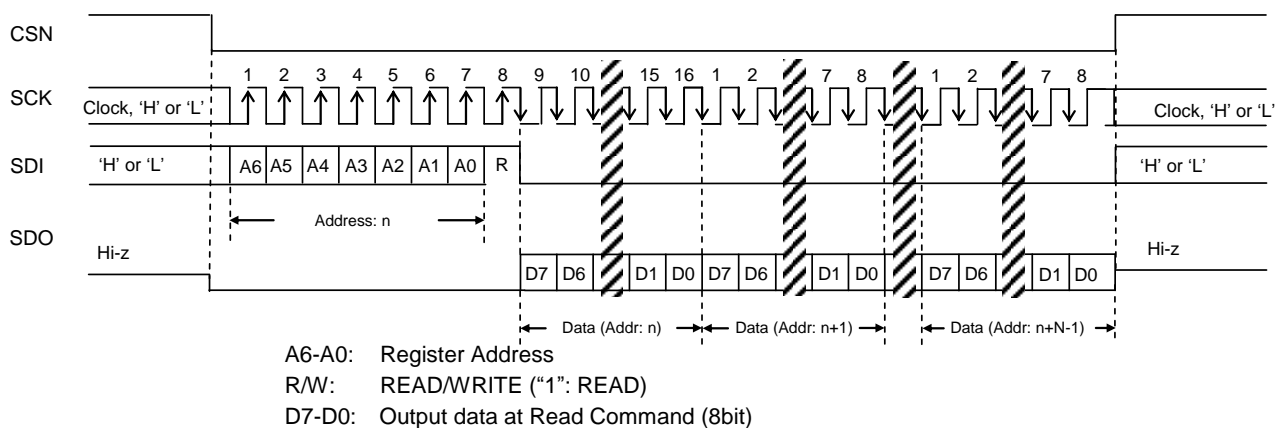 CSN
1 2 3 4 5 6 7 8 9 10 15 16 1 2 7 8 1 2 7 8
SCK Clock, ‘H’ or ‘L’ Clock, ‘H’ or ‘L’
SDI ‘H’ or ‘L’ A6 A5 A4 A3 A2 A1 A0 R ‘H’ or ‘L’
Address: n
SDO Hi-z Hi-z
D7 D6 D1 D0 D7 D6 D1 D0 D7 D6 D1 D0
Data (Addr: n) Data (Addr: n+1) Data (Addr: n+N-1)
A6-A0: Register Address
R/W: READ/WRITE (“1”: READ)
D7-D0: Output data at Read Command (8bit)